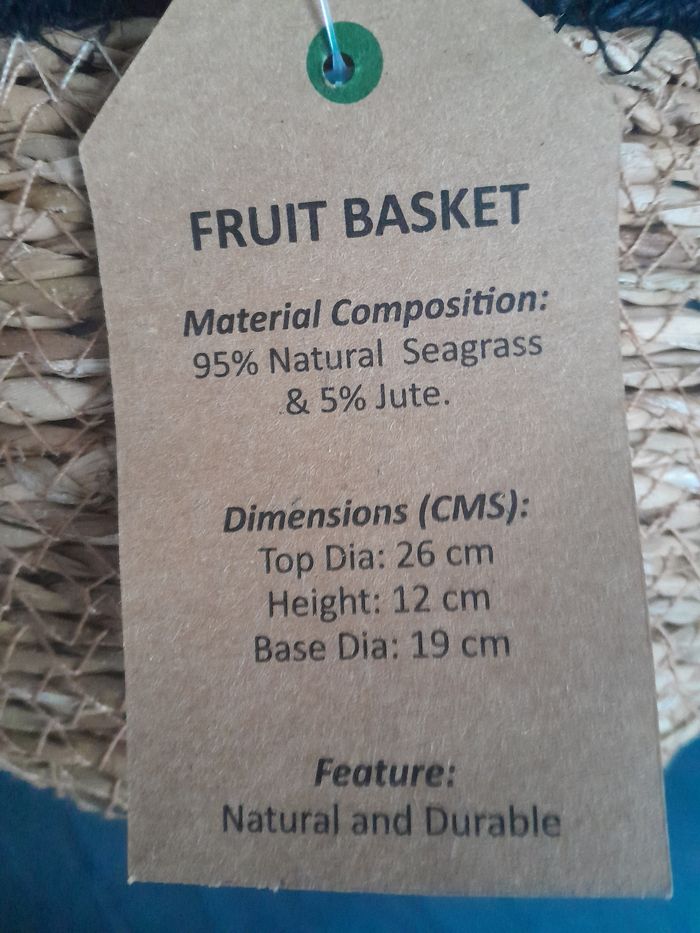 FRUIT BASKET
Material Composition:
95% Natural Seagrass
& 5% Jute.
Dimensions (CMS):
Top Dia: 26 cm
Height: 12 cm
Base Dia: 19 cm
Feature:
Natural and Durable